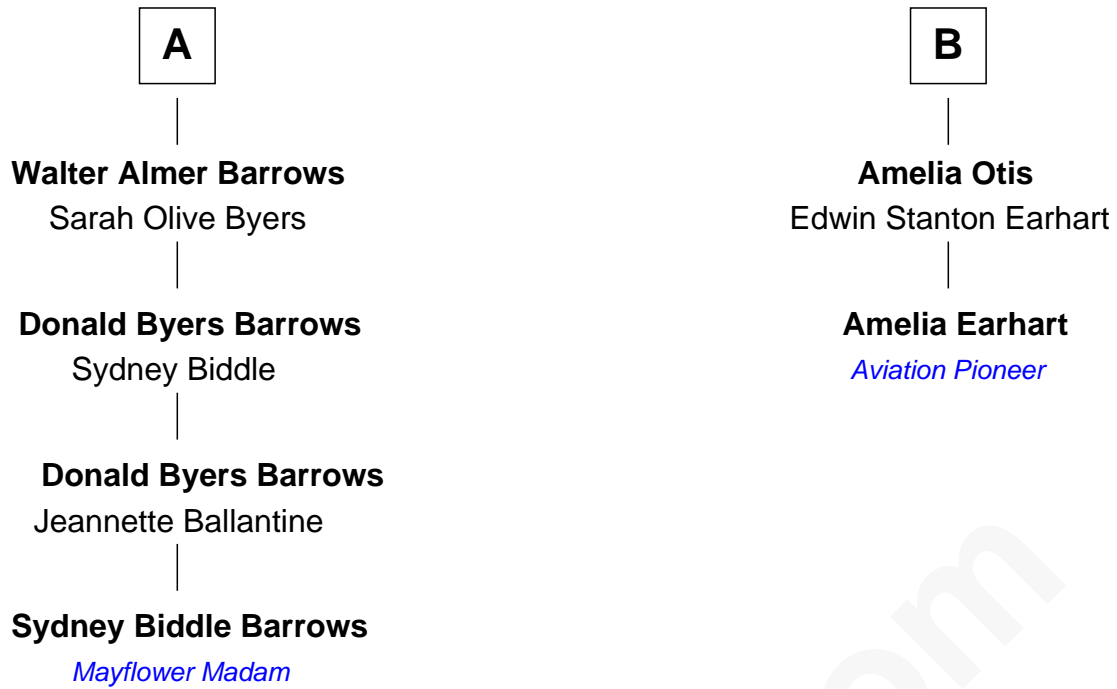 A
Walter Almer Barrows
Sarah Olive Byers
Donald Byers Barrows
Sydney Biddle
Donald Byers Barrows
Jeannette Ballantine
Sydney Biddle Barrows
Mayflower Madam
B
Amelia Otis
Edwin Stanton Earhart
Amelia Earhart
Aviation Pioneer
om